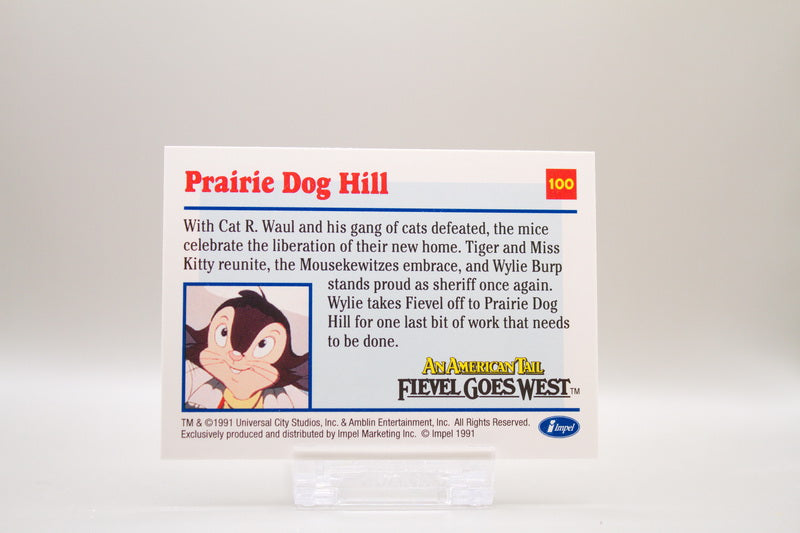 Prairie Dog Hill
100
With Cat R. Waul and his gang of cats defeated, the mice
celebrate the liberation of their new home. Tiger and Miss
Kitty reunite, the Mousekewitzes embrace, and Wylie Burp
stands proud as sheriff once again.
Wylie takes Fievel off to Prairie Dog
Hill for one last bit of work that needs
to be done.
AN AMERICAN TAIL
FIEVEL GOES WEST™
TM & ©1991 Universal City Studios, Inc. & Amblin Entertainment, Inc. All Rights Reserved.
Exclusively produced and distributed by Impel Marketing Inc. © Impel 1991
Impel